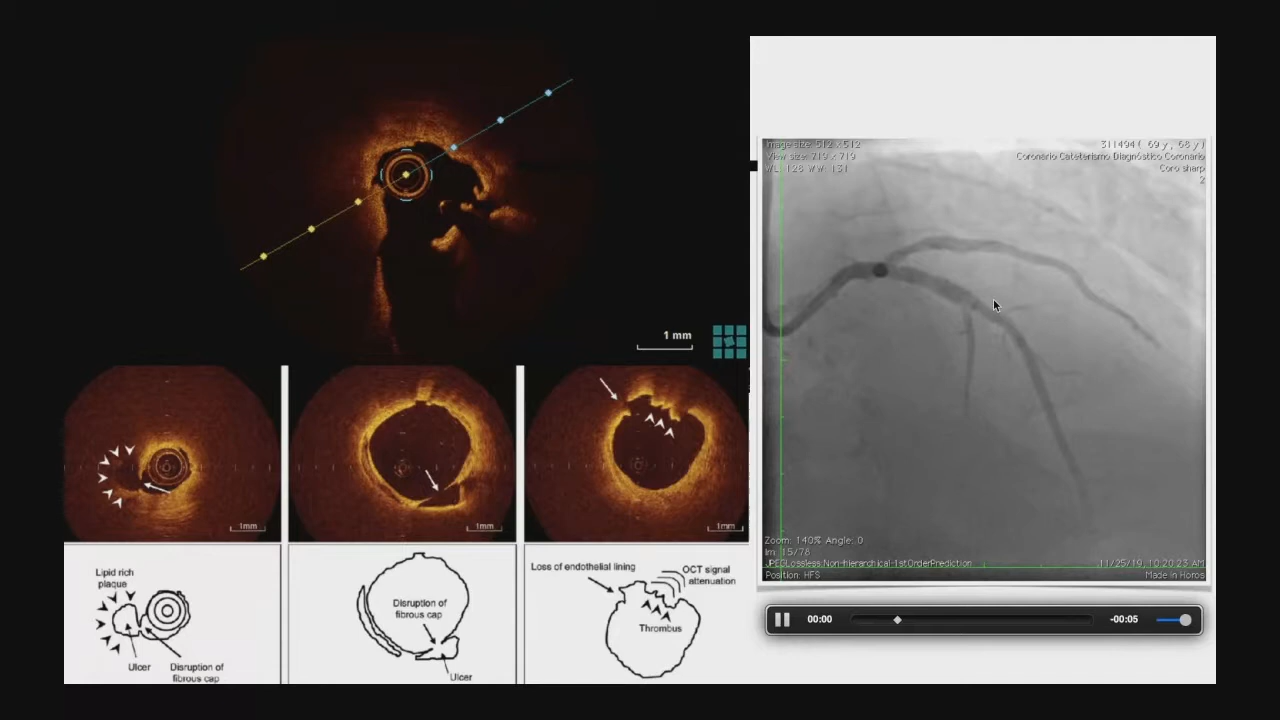 1 mm
1mm
1mm
1mm
Lipid rich
plaque
Ulcer
Disruption of
fibrous cap
Disruption of
fibrous cap
Ulcer
Loss of endothelial lining
OCT signal
attenuation
Thrombus
Image size: 512 x 512
View size: 719 x 719
WL: 128 WW: 131
311494 ( 69 y, 68 y)
Coronario Cateterismo Diagnóstico Coronario
Coro sharp
2
Zoom: 140% Angle: 0
Im: 15/78
JPEGLossless:Non-hierarchical-1stOrderPrediction
Position: HFS
11/25/19, 10:20:23 AM
Made in Horos
00:00
-00:05